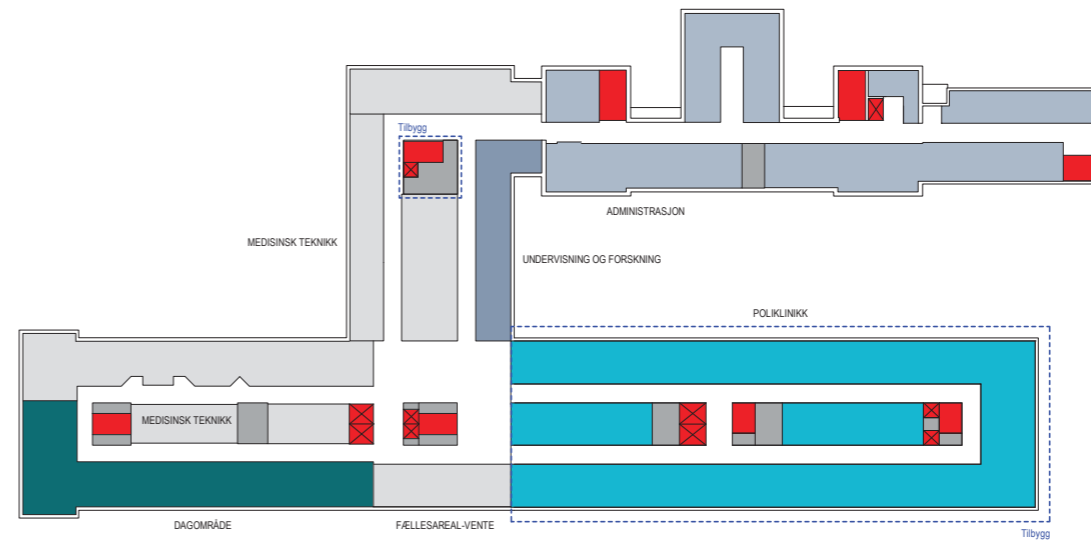 Tilbygg
ADMINISTRASJON
MEDISINSK TEKNIKK
UNDERVISNING OG FORSKNING
POLIKLINIKK
MEDISINSK TEKNIKK
DAGOMRÅDE
FÆLLESAREAL-VENTE
Tilbygg